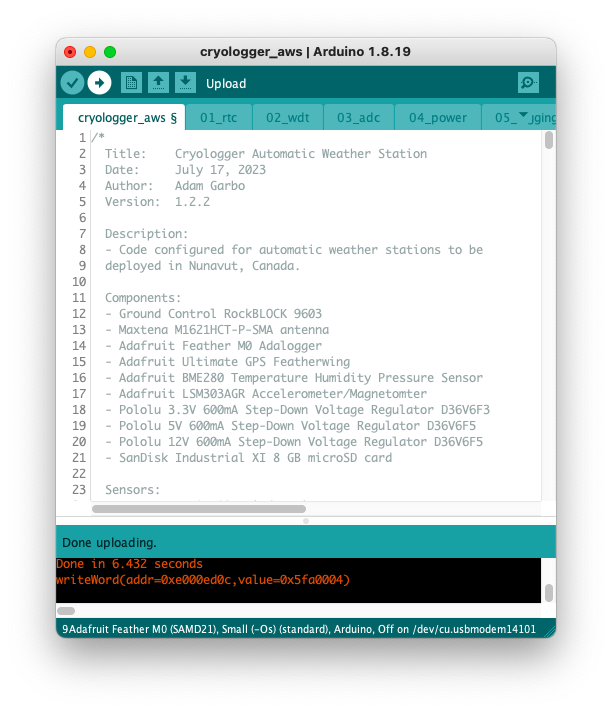 cryologger_aws | Arduino 1.8.19
Upload
cryologger_aws § 01_rtc 02_wdt 03_adc 04_power 05_
1 /*
2 Title: Cryologger Automatic Weather Station
3 Date: July 17, 2023
4 Author: Adam Garbo
5 Version: 1.2.2
6
7 Description:
8 - Code configured for automatic weather stations to be
9 deployed in Nunavut, Canada.
10
11 Components:
12 - Ground Control RockBLOCK 9603
13 - Maxtena M1621HCT-P-SMA antenna
14 - Adafruit Feather M0 Adalogger
15 - Adafruit Ultimate GPS Featherwing
16 - Adafruit BME280 Temperature Humidity Pressure Sensor
17 - Adafruit LSM303AGR Accelerometer/Magnetomter
18 - Pololu 3.3V 600mA Step-Down Voltage Regulator D36V6F3
19 - Pololu 5V 600mA Step-Down Voltage Regulator D36V6F5
20 - Pololu 12V 600mA Step-Down Voltage Regulator D36V6F5
21 - SanDisk Industrial XI 8 GB microSD card
22
23 Sensors:
Done uploading.
Done in 6.432 seconds
writeWord(addr=0xe000ed0c,value=0x5fa0004)
9 Adafruit Feather M0 (SAMD21), Small (-Os) (standard), Arduino, Off on /dev/cu.usbmodem14101